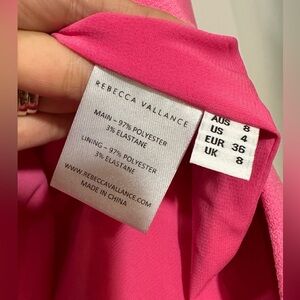 REBECCA VALLANCE
MAIN – 97% POLYESTER
3% ELASTANE
LINING – 97% POLYESTER
3% ELASTANE
WWW.REBECCAVALLANCE.COM
MADE IN CHINA
AUS 8
US 4
EUR 36
UK 8